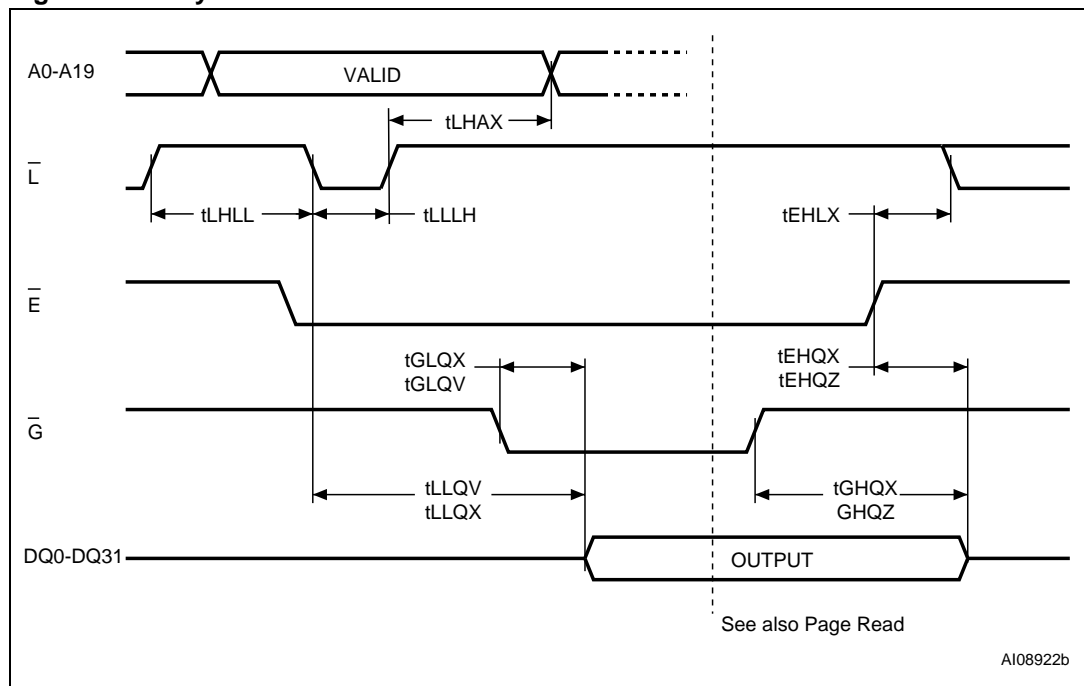 A0-A19
VALID
tLHAX
L
tLHLL
tLLLH
tEHLX
E
tGLQX
tGLQV
tEHQX
tEHQZ
G
tLLQV
tLLQX
tGHQX
GHQZ
DQ0-DQ31
OUTPUT
See also Page Read
AI08922b